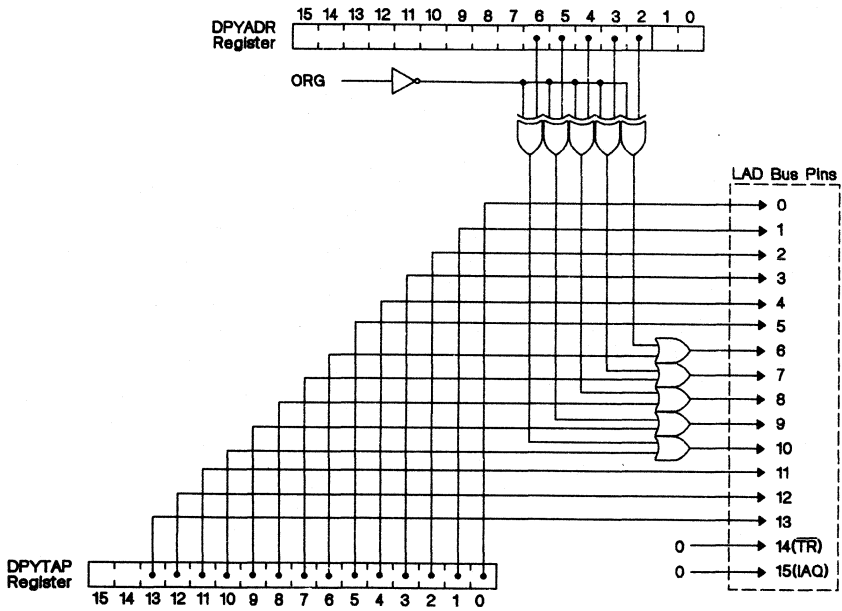 15 14 13 12 11 10 9 8 7 6 5 4 3 2 1 0
DPYADR
Register
ORG
LAD Bus Pins
0
1
2
3
4
5
6
7
8
9
10
11
12
13
0 14(T̅R̅)
0 15(IAQ)
DPYTAP
Register
15 14 13 12 11 10 9 8 7 6 5 4 3 2 1 0